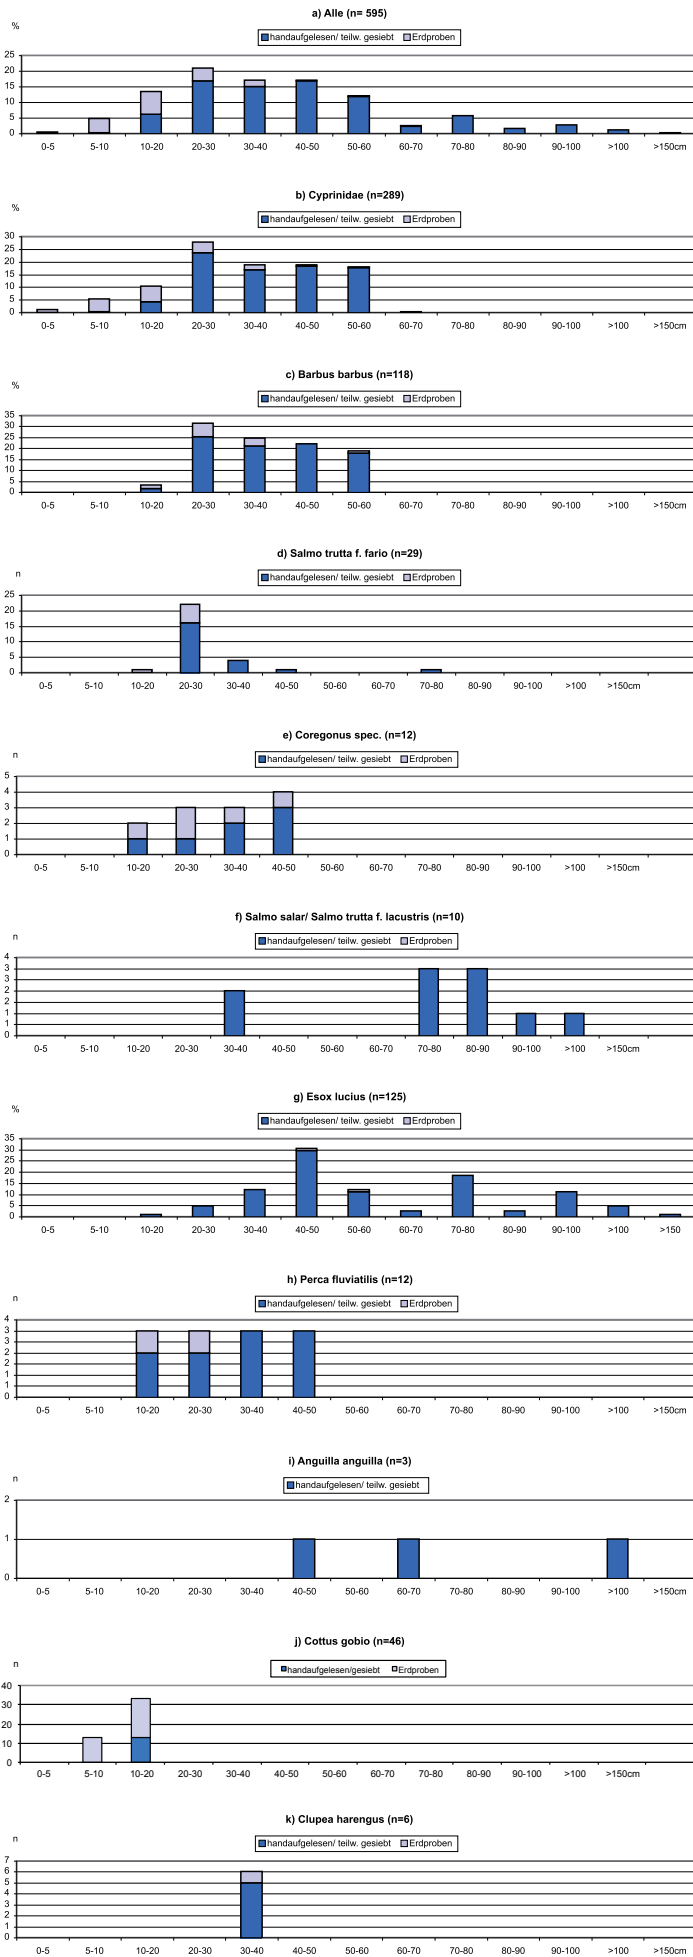 a) Alle (n= 595)
%
handaufgelesen/ teilw. gesiebt Erdproben
25
20
15
10
5
0
0-5 5-10 10-20 20-30 30-40 40-50 50-60 60-70 70-80 80-90 90-100 >100 >150cm
b) Cyprinidae (n=289)
%
handaufgelesen/ teilw. gesiebt Erdproben
30
25
20
15
10
5
0
0-5 5-10 10-20 20-30 30-40 40-50 50-60 60-70 70-80 80-90 90-100 >100 >150cm
c) Barbus barbus (n=118)
%
handaufgelesen/ teilw. gesiebt Erdproben
35
30
25
20
15
10
5
0
0-5 5-10 10-20 20-30 30-40 40-50 50-60 60-70 70-80 80-90 90-100 >100 >150cm
d) Salmo trutta f. fario (n=29)
n
handaufgelesen/ teilw. gesiebt Erdproben
25
20
15
10
5
0
0-5 5-10 10-20 20-30 30-40 40-50 50-60 60-70 70-80 80-90 90-100 >100 >150cm
e) Coregonus spec. (n=12)
n
handaufgelesen/ teilw. gesiebt Erdproben
5
4
3
2
1
0
0-5 5-10 10-20 20-30 30-40 40-50 50-60 60-70 70-80 80-90 90-100 >100 >150cm
f) Salmo salar/ Salmo trutta f. lacustris (n=10)
n
handaufgelesen/ teilw. gesiebt Erdproben
4
3
3
2
2
1
1
0
0-5 5-10 10-20 20-30 30-40 40-50 50-60 60-70 70-80 80-90 90-100 >100 >150cm
g) Esox lucius (n=125)
%
handaufgelesen/ teilw. gesiebt Erdproben
35
30
25
20
15
10
5
0
0-5 5-10 10-20 20-30 30-40 40-50 50-60 60-70 70-80 80-90 90-100 >100 >150
h) Perca fluviatilis (n=12)
n
handaufgelesen/ teilw. gesiebt Erdproben
4
3
3
2
2
1
1
0
0-5 5-10 10-20 20-30 30-40 40-50 50-60 60-70 70-80 80-90 90-100 >100 >150cm
i) Anguilla anguilla (n=3)
n
handaufgelesen/ teilw. gesiebt
2
1
0
0-5 5-10 10-20 20-30 30-40 40-50 50-60 60-70 70-80 80-90 90-100 >100 >150cm
j) Cottus gobio (n=46)
n
handaufgelesen/gesiebt Erdproben
40
30
20
10
0
0-5 5-10 10-20 20-30 30-40 40-50 50-60 60-70 70-80 80-90 90-100 >100 >150cm
k) Clupea harengus (n=6)
n
handaufgelesen/ teilw. gesiebt Erdproben
7
6
5
4
3
2
1
0
0-5 5-10 10-20 20-30 30-40 40-50 50-60 60-70 70-80 80-90 90-100 >100 >150cm